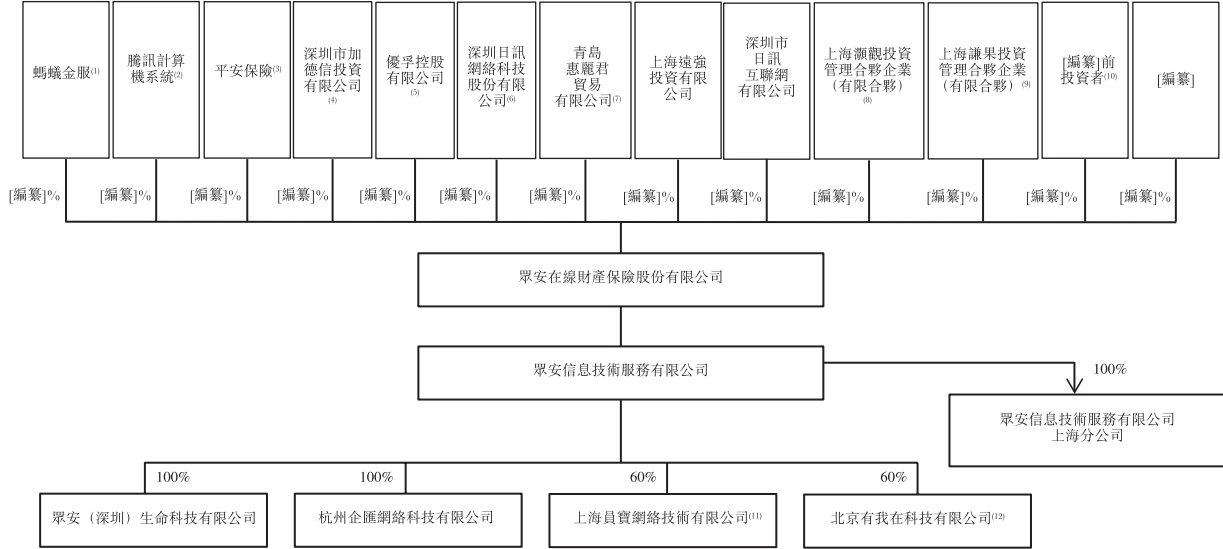 螞蟻金服(1)
騰訊計算
機系統(2)
平安保險(3)
深圳市加
德信投資
有限公司
(4)
優孚控股
有限公司
(5)
深圳日訊
網絡科技
股份有限
公司(6)
青島
惠麗君
貿易
有限公司(7)
上海遠強
投資有限
公司
深圳市
日訊
互聯網
有限公司
上海灝觀投資
管理合夥企業
（有限合夥）
(8)
上海謙果投資
管理合夥企業
（有限合夥）(9)
[編纂]前
投資者(10)
[編纂]
[編纂]%
[編纂]%
[編纂]%
[編纂]%
[編纂]%
[編纂]%
[編纂]%
[編纂]%
[編纂]%
[編纂]%
[編纂]%
[編纂]%
[編纂]%
眾安在線財產保險股份有限公司
眾安信息技術服務有限公司
100%
眾安信息技術服務有限公司
上海分公司
100%
100%
60%
60%
眾安（深圳）生命科技有限公司
杭州企匯網絡科技有限公司
上海員寶網絡技術有限公司(11)
北京有我在科技有限公司(12)